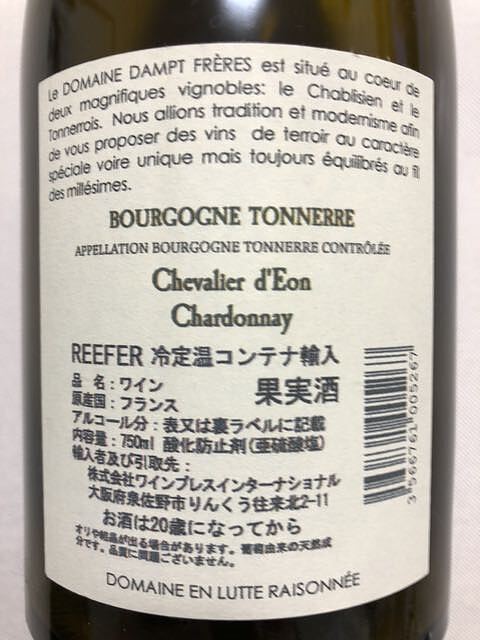 Le DOMAINE DAMPT FRÈRES est situé au coeur de
deux magnifiques vignobles: le Chablisien et le
Tonnerrois. Nous allions tradition et modernisme afin
de vous proposer des vins de terroir au caractère
spéciale voire unique mais toujours équilibrés au fil
des millésimes.
BOURGOGNE TONNERRE
APPELLATION BOURGOGNE TONNERRE CONTRÔLÉE
Chevalier d'Eon
Chardonnay
REEFER 冷定温コンテナ輸入
品 名：ワイン 果実酒
原産国：フランス
アルコール分：表又は裏ラベルに記載
内容量：750ml 酸化防止剤(亜硫酸塩)
輸入者及び引取先：
株式会社ワインプレスインターナショナル
大阪府泉佐野市りんくう往来北2-11
お酒は20歳になってから
オリや結晶が出る場合があります。葡萄由来の天然成
分です。品質に問題ございません。
3 566761 005267
DOMAINE EN LUTTE RAISONNÉE